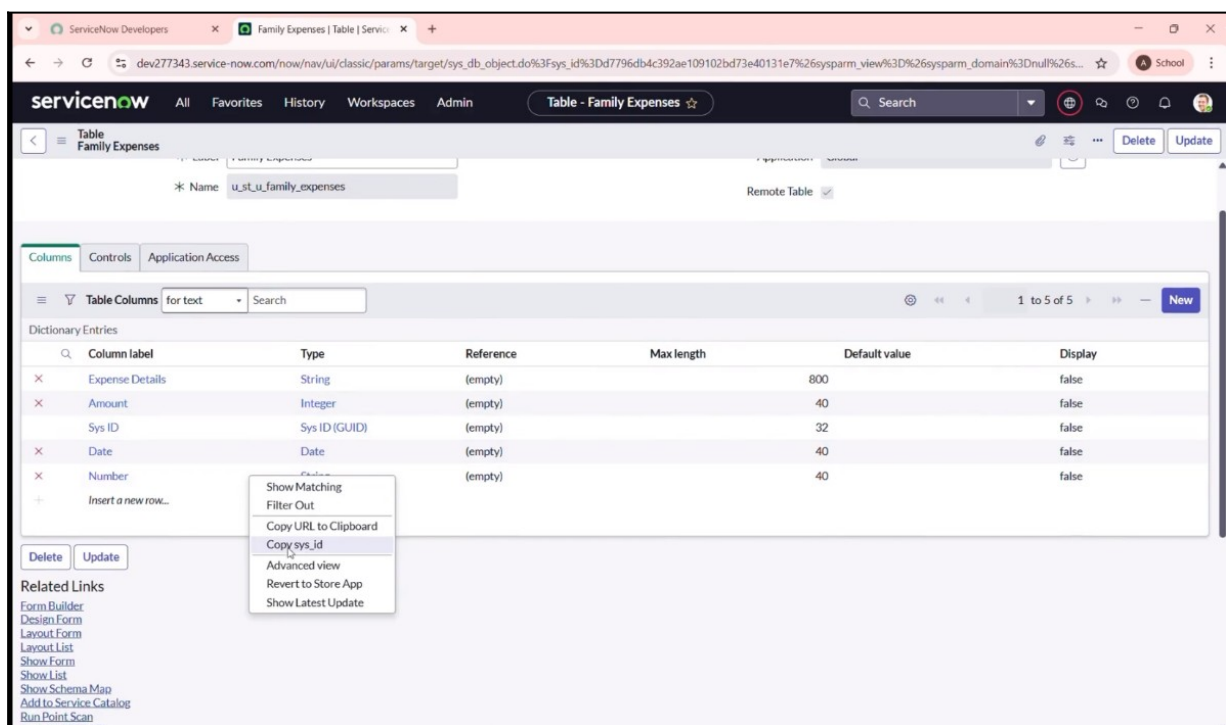 ServiceNow Developers
Family Expenses | Table | Servic
dev277343.service-now.com/now/nav/ui/classic/params/target/sys_db_object.do%3Fsys_id%3Dd7796db4c392ae109102bd73e40131e7%26sysparm_view%3D%26sysparm_domain%3Dnull%26s...
A School
servicenow All Favorites History Workspaces Admin Table - Family Expenses Search
Table
Family Expenses
Delete Update
Label Family Expenses Application Global
* Name u_st_u_family_expenses Remote Table
Columns Controls Application Access
Table Columns for text Search 1 to 5 of 5 New
Dictionary Entries
Column label Type Reference Max length Default value Display
Expense Details String (empty) 800 false
Amount Integer (empty) 40 false
Sys ID Sys ID (GUID) (empty) 32 false
Date Date (empty) 40 false
Number String (empty) 40 false
Insert a new row...
Show Matching
Filter Out
Copy URL to Clipboard
Copy sys_id
Advanced view
Revert to Store App
Show Latest Update
Delete Update
Related Links
Form Builder
Design Form
Layout Form
Layout List
Show Form
Show List
Show Schema Map
Add to Service Catalog
Run Point Scan